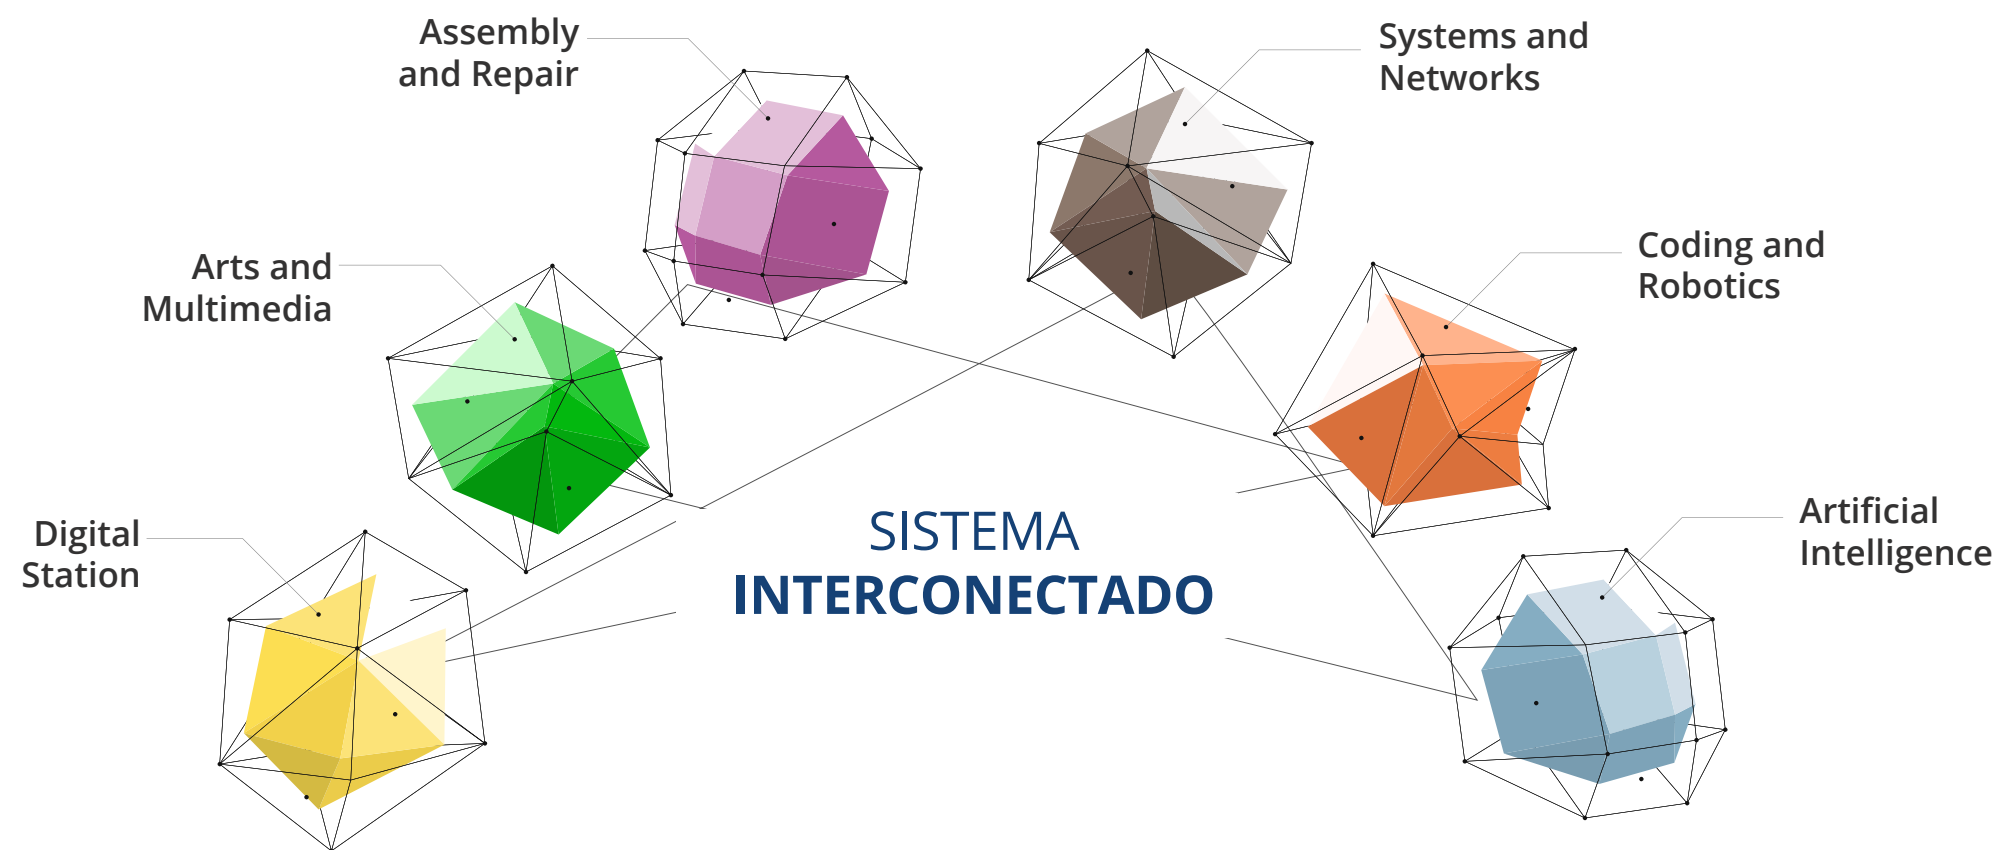 Assembly
and Repair
Systems and
Networks
Arts and
Multimedia
Coding and
Robotics
Digital
Station
SISTEMA
INTERCONECTADO
Artificial
Intelligence